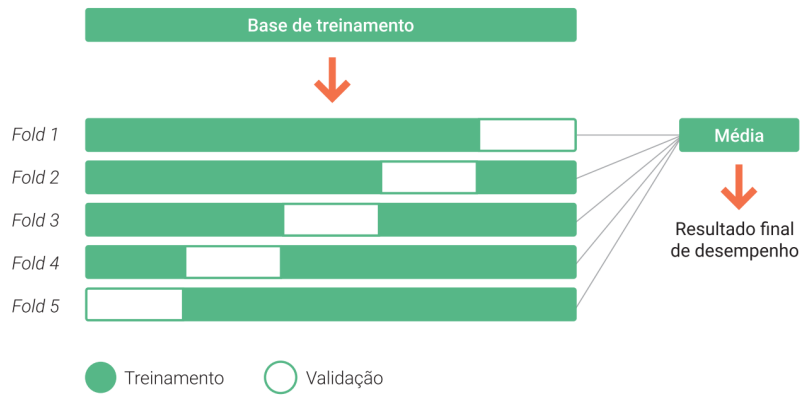 Base de treinamento
Fold 1
Média
Fold 2
Fold 3
Resultado final
de desempenho
Fold 4
Fold 5
Treinamento
Validação